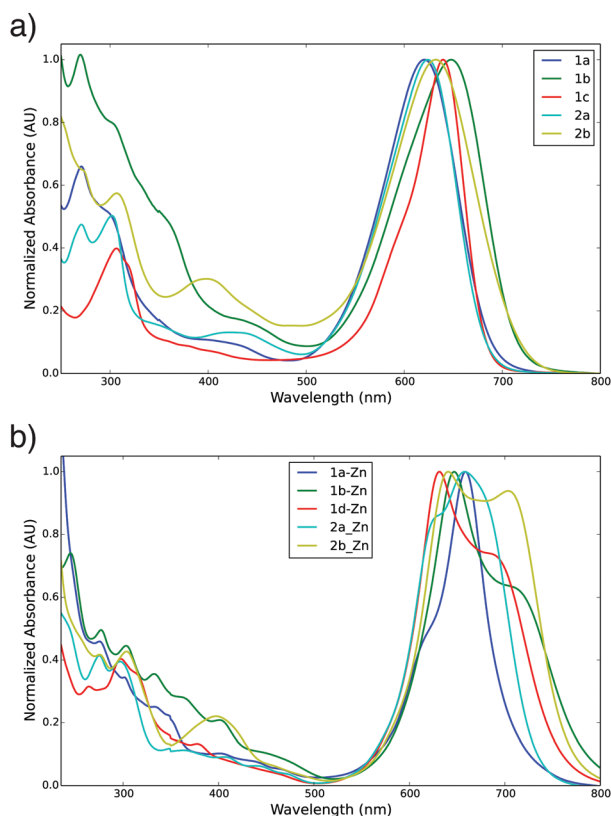 a)
Normalized Absorbance (AU)
1.0
0.8
0.6
0.4
0.2
0.0
1a
1b
1c
2a
2b
300 400 500 600 700 800
Wavelength (nm)
b)
Normalized Absorbance (AU)
1.0
0.8
0.6
0.4
0.2
0.0
1a-Zn
1b-Zn
1d-Zn
2a_Zn
2b_Zn
300 400 500 600 700 800
Wavelength (nm)